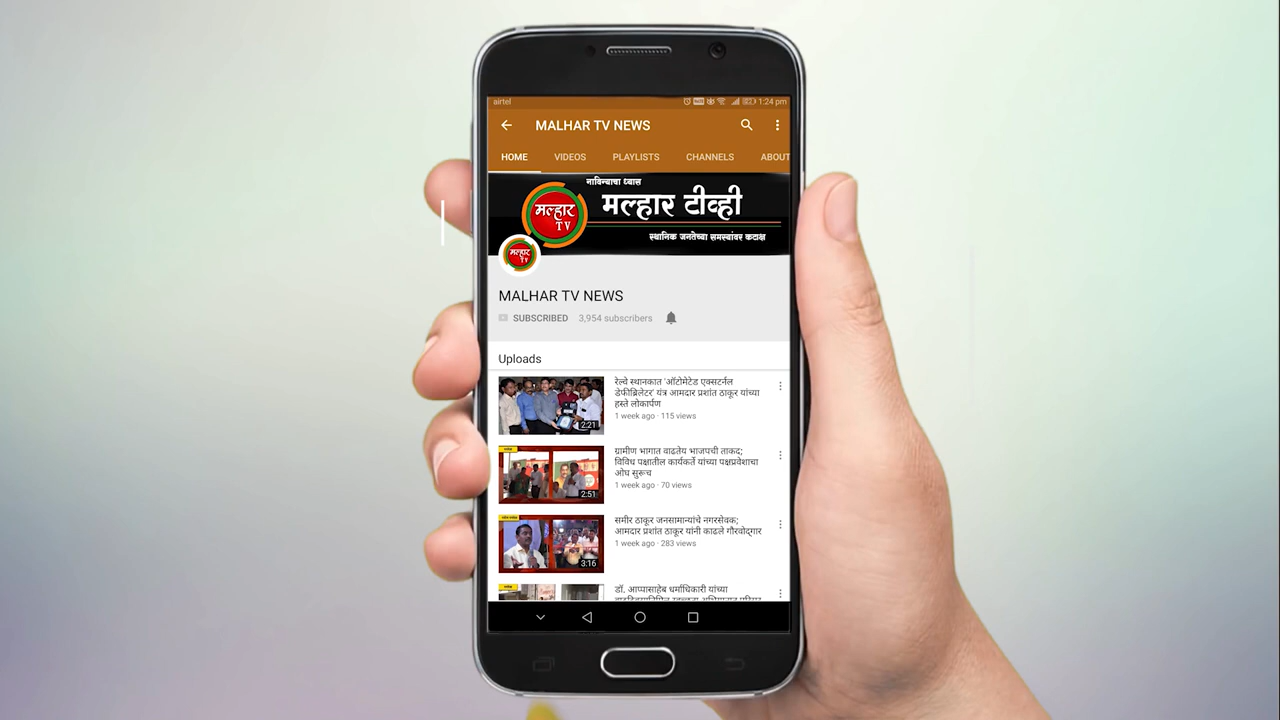 airtel 1:24 pm
MALHAR TV NEWS
HOME VIDEOS PLAYLISTS CHANNELS ABOUT
नाविन्याचा ध्यास
मल्हार टीव्ही
स्थानिक जनतेच्या समस्यांवर कटाक्ष
मल्हार
TV
मल्हार
TV
MALHAR TV NEWS
SUBSCRIBED 3,954 subscribers
Uploads
रेल्वे स्थानकात 'ऑटोमेटेड एक्सटर्नल
डेफीब्रिलेटर' यंत्र आमदार प्रशांत ठाकूर यांच्या
हस्ते लोकार्पण
1 week ago · 115 views
2:21
ग्रामीण भागात वाढतेय भाजपची ताकद;
विविध पक्षातील कार्यकर्ते यांच्या पक्षप्रवेशाचा
ओघ सुरूच
1 week ago · 70 views
2:51
समीर ठाकूर जनसामान्यांचे नगरसेवक;
आमदार प्रशांत ठाकूर यांनी काढले गौरवोद्गार
1 week ago · 283 views
3:16
डॉ. आप्पासाहेब धर्माधिकारी यांच्या